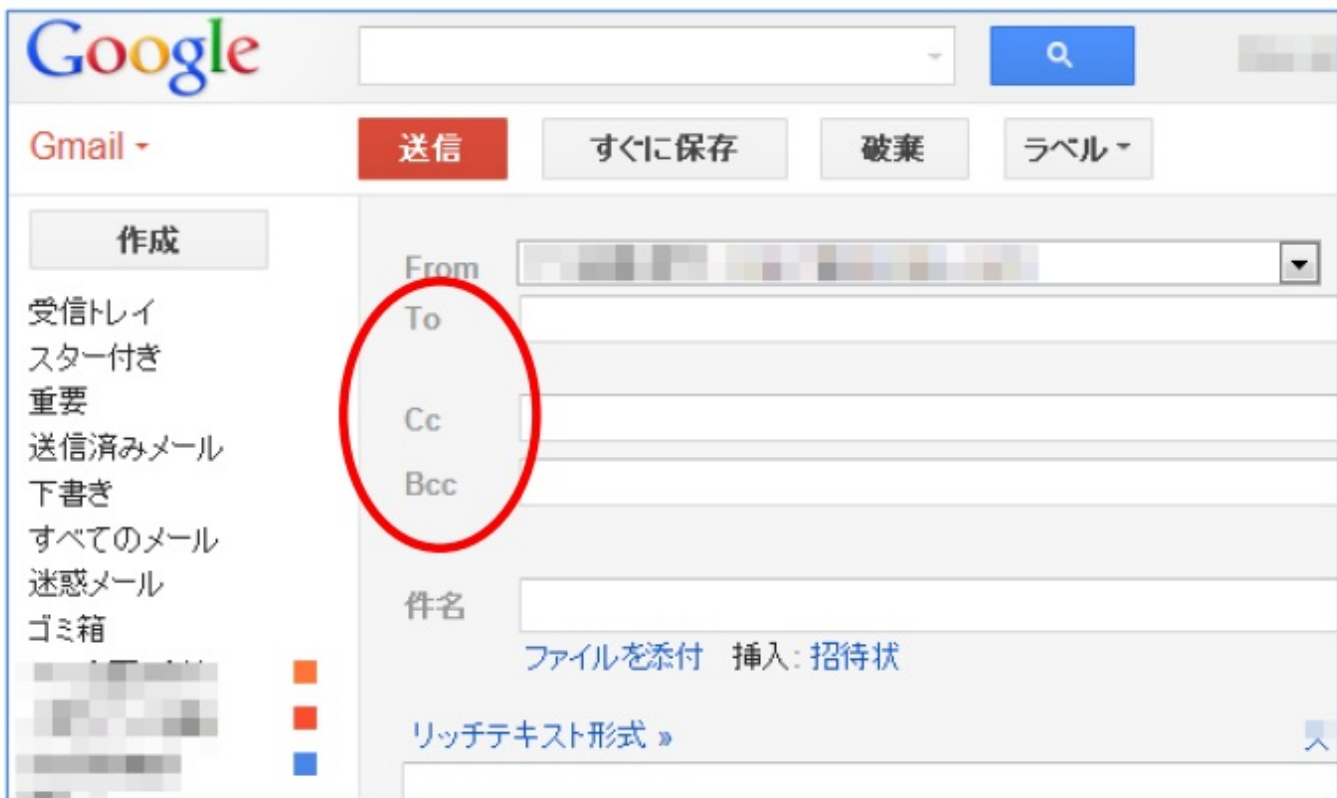 Google
Gmail
送信 すぐに保存 破棄 ラベル
作成
受信トレイ
スター付き
重要
送信済みメール
下書き
すべてのメール
迷惑メール
ゴミ箱
From
To
Cc
Bcc
件名
ファイルを添付 挿入: 招待状
リッチテキスト形式 »